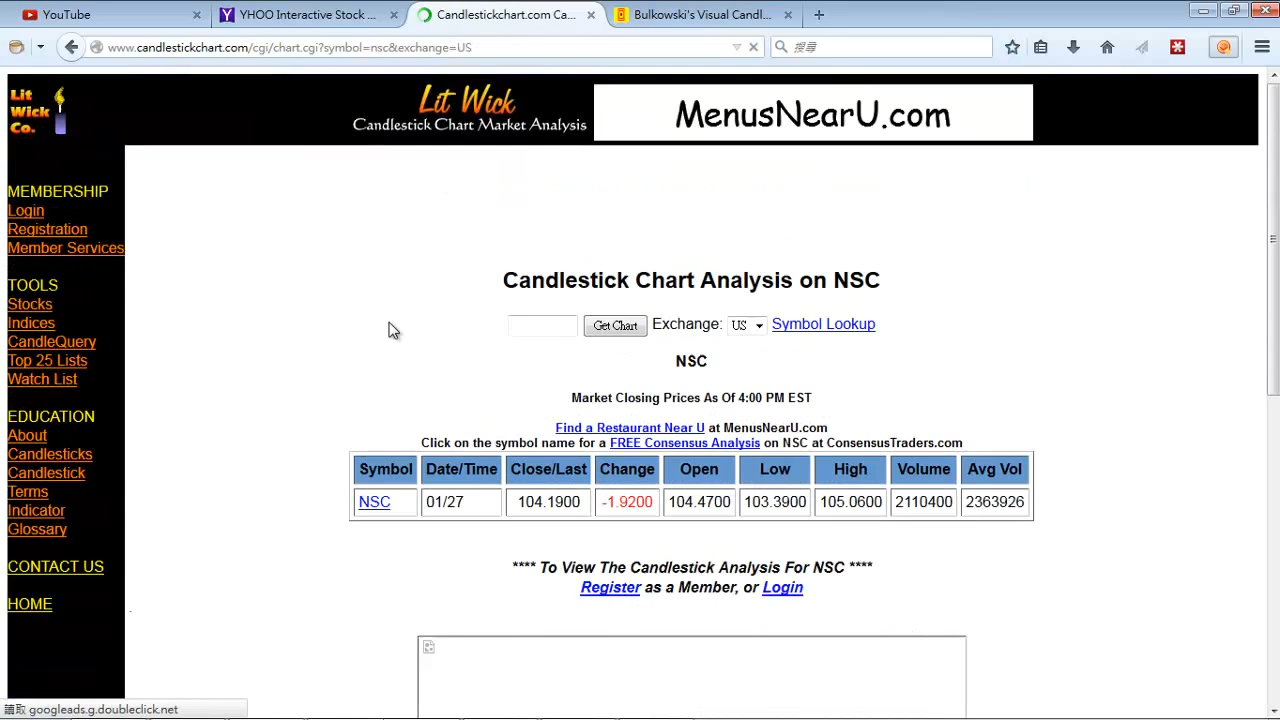 YouTube
YHOO Interactive Stock ...
Candlestickchart.com Ca...
Bulkowski's Visual Candl...
www.candlestickchart.com/cgi/chart.cgi?symbol=nsc&exchange=US
搜尋
Lit
Wick
Co.
Lit Wick
Candlestick Chart Market Analysis
MenusNearU.com
MEMBERSHIP
Login
Registration
Member Services
TOOLS
Stocks
Indices
CandleQuery
Top 25 Lists
Watch List
EDUCATION
About
Candlesticks
Candlestick
Terms
Indicator
Glossary
CONTACT US
HOME
Candlestick Chart Analysis on NSC
Get Chart Exchange: US Symbol Lookup
NSC
Market Closing Prices As Of 4:00 PM EST
Find a Restaurant Near U at MenusNearU.com
Click on the symbol name for a FREE Consensus Analysis on NSC at ConsensusTraders.com
Symbol Date/Time Close/Last Change Open Low High Volume Avg Vol
NSC 01/27 104.1900 -1.9200 104.4700 103.3900 105.0600 2110400 2363926
**** To View The Candlestick Analysis For NSC ****
Register as a Member, or Login
讀取 googleads.g.doubleclick.net